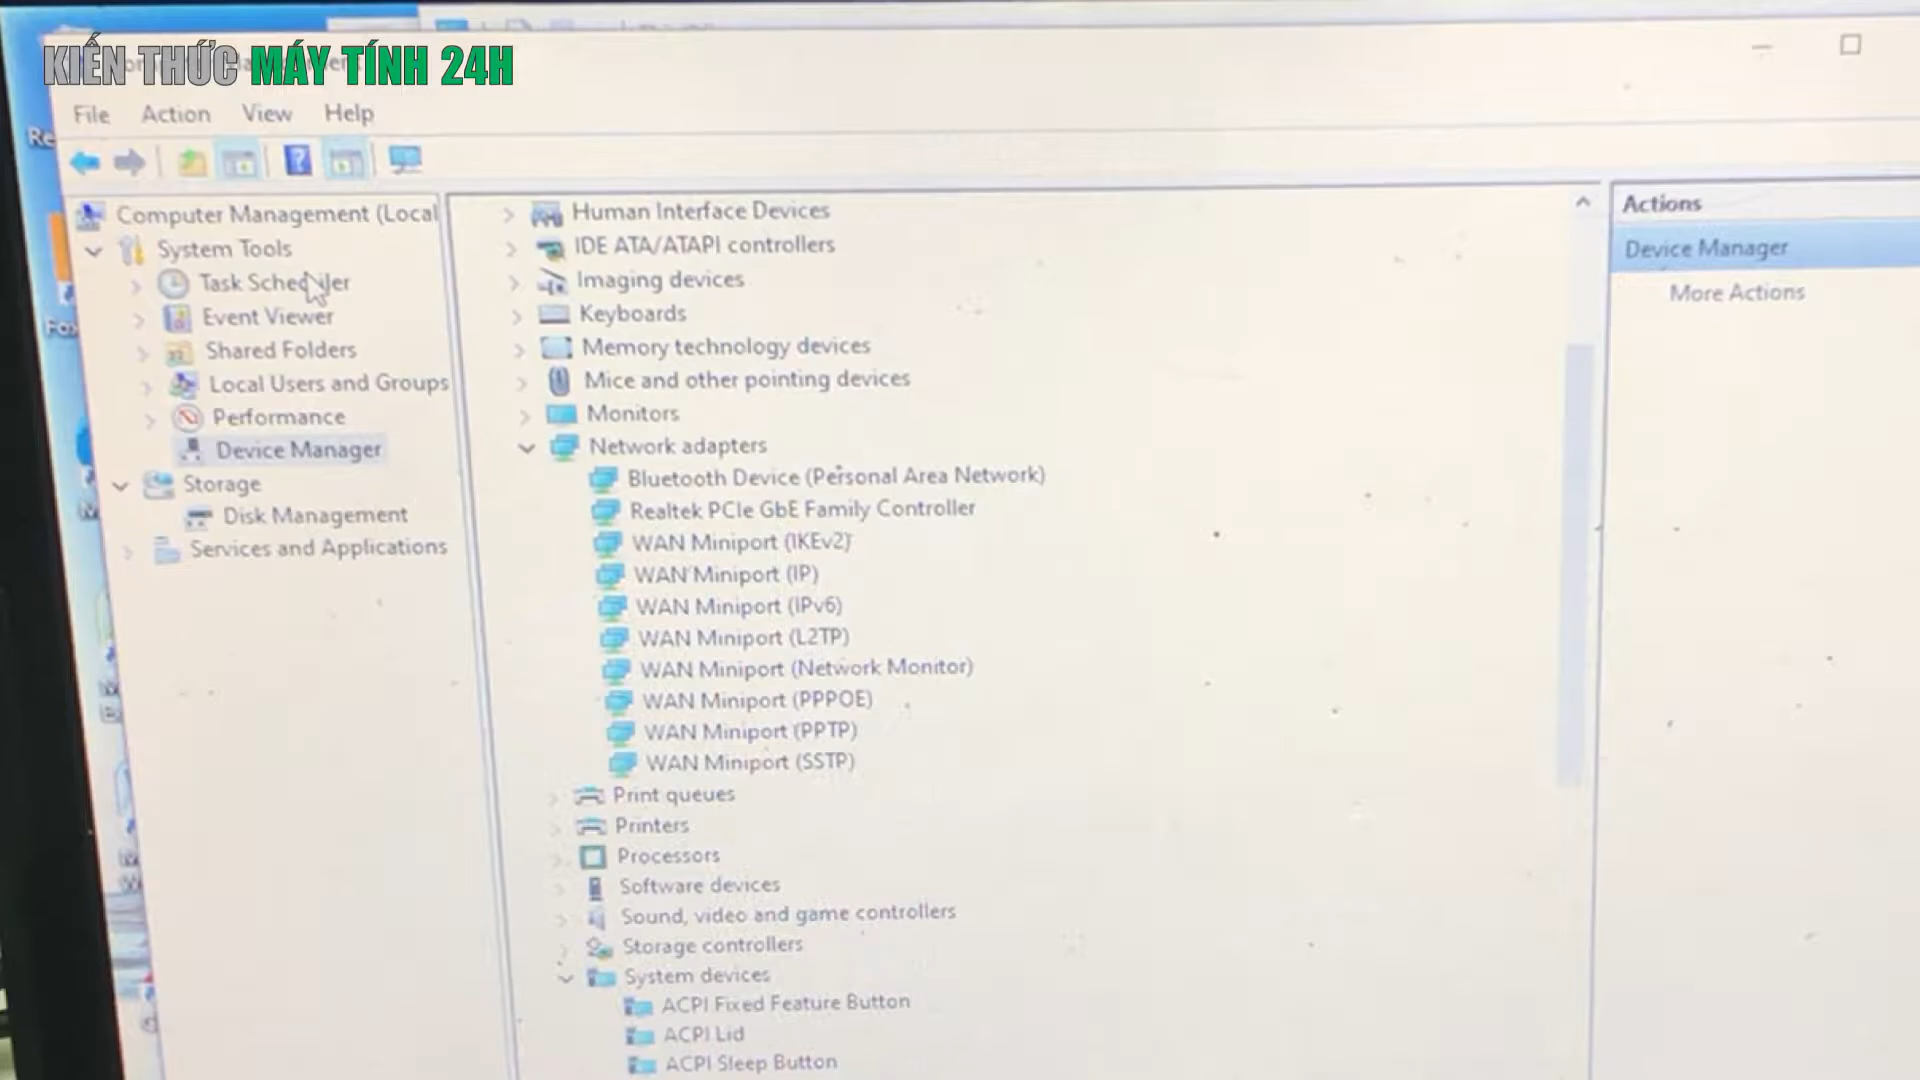 KIẾN THỨC MÁY TÍNH 24H
File Action View Help
Re
Computer Management (Local
System Tools
Task Scheduler
Event Viewer
Shared Folders
Local Users and Groups
Performance
Device Manager
Storage
Disk Management
Services and Applications
Human Interface Devices
IDE ATA/ATAPI controllers
Imaging devices
Keyboards
Memory technology devices
Mice and other pointing devices
Monitors
Network adapters
Bluetooth Device (Personal Area Network)
Realtek PCIe GbE Family Controller
WAN Miniport (IKEv2)
WAN Miniport (IP)
WAN Miniport (IPv6)
WAN Miniport (L2TP)
WAN Miniport (Network Monitor)
WAN Miniport (PPPOE)
WAN Miniport (PPTP)
WAN Miniport (SSTP)
Print queues
Printers
Processors
Software devices
Sound, video and game controllers
Storage controllers
System devices
ACPI Fixed Feature Button
ACPI Lid
ACPI Sleep Button
Actions
Device Manager
More Actions